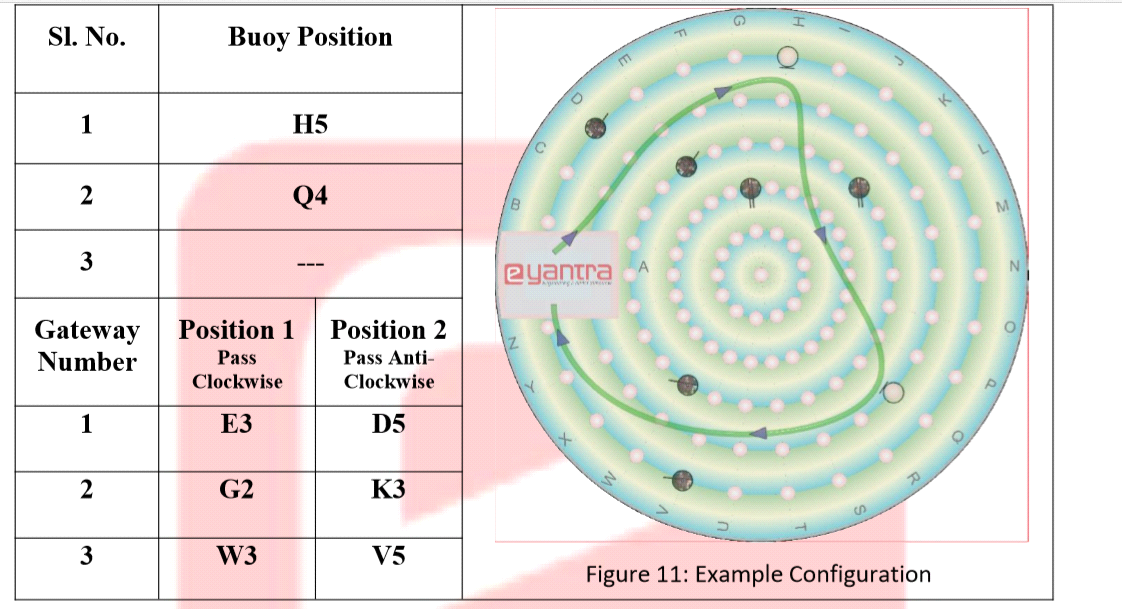 Sl. No. Buoy Position
1 H5
2 Q4
3 ---
Gateway Number Position 1 Pass Clockwise Position 2 Pass Anti-Clockwise
1 E3 D5
2 G2 K3
3 W3 V5
A
B
C
D
E
F
G
H
I
J
K
L
M
N
O
P
Q
R
S
T
U
V
W
X
Y
Z
eyantra
Figure 11: Example Configuration